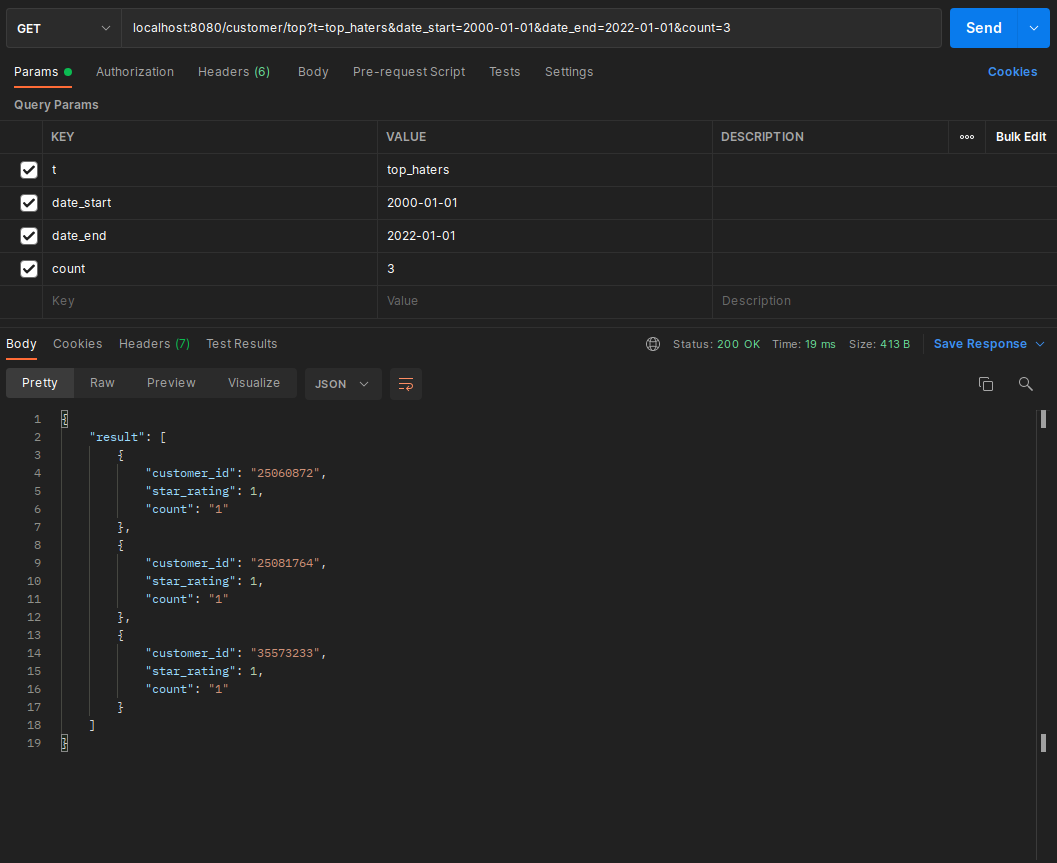 GET localhost:8080/customer/top?t=top_haters&date_start=2000-01-01&date_end=2022-01-01&count=3 Send
Params Authorization Headers (6) Body Pre-request Script Tests Settings Cookies
Query Params
KEY VALUE DESCRIPTION Bulk Edit
t top_haters
date_start 2000-01-01
date_end 2022-01-01
count 3
Key Value Description
Body Cookies Headers (7) Test Results Status: 200 OK Time: 19 ms Size: 413 B Save Response
Pretty Raw Preview Visualize JSON
1 {
2 "result": [
3 {
4 "customer_id": "25060872",
5 "star_rating": 1,
6 "count": "1"
7 },
8 {
9 "customer_id": "25081764",
10 "star_rating": 1,
11 "count": "1"
12 },
13 {
14 "customer_id": "35573233",
15 "star_rating": 1,
16 "count": "1"
17 }
18 ]
19 }